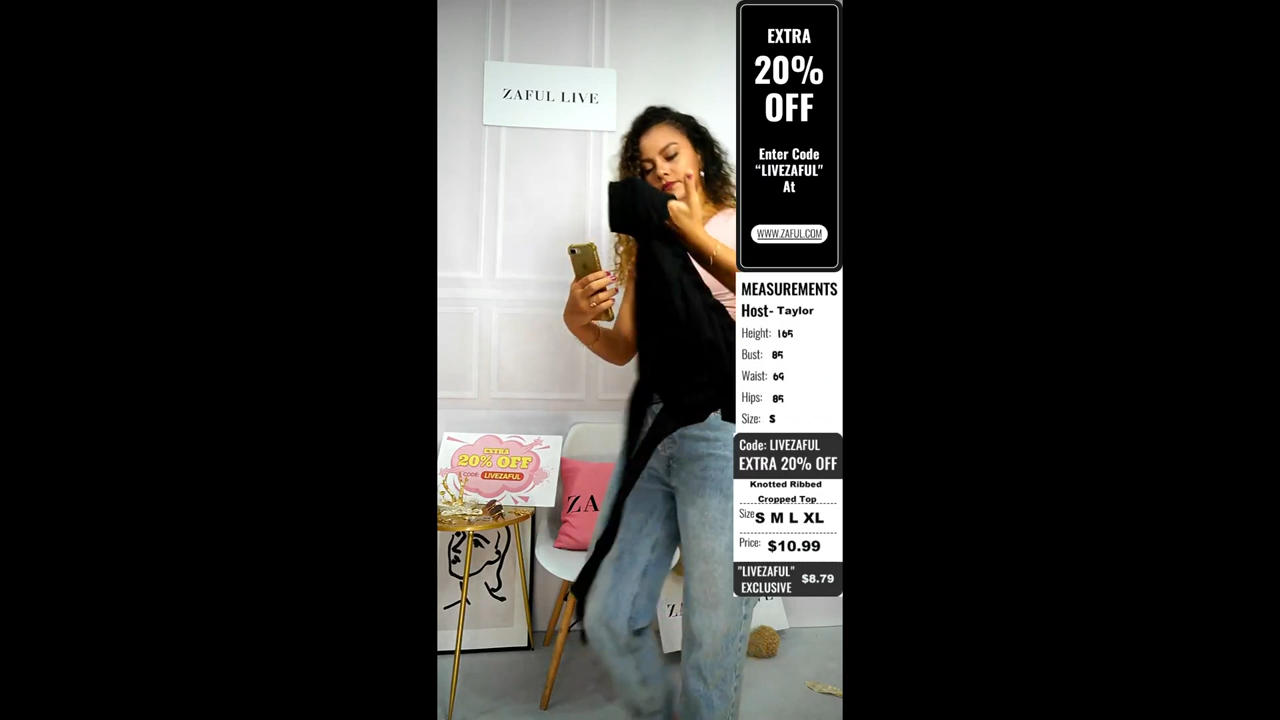 ZAFUL LIVE
EXTRA
20%
OFF
Enter Code
“LIVEZAFUL”
At
WWW.ZAFUL.COM
MEASUREMENTS
Host- Taylor
Height: 165
Bust: 85
Waist: 69
Hips: 85
Size: S
Code: LIVEZAFUL
EXTRA 20% OFF
Knotted Ribbed
Cropped Top
Size S M L XL
Price: $10.99
"LIVEZAFUL"
EXCLUSIVE $8.79
EXTRA
20% OFF
CODE: LIVEZAFUL
ZA
ZA